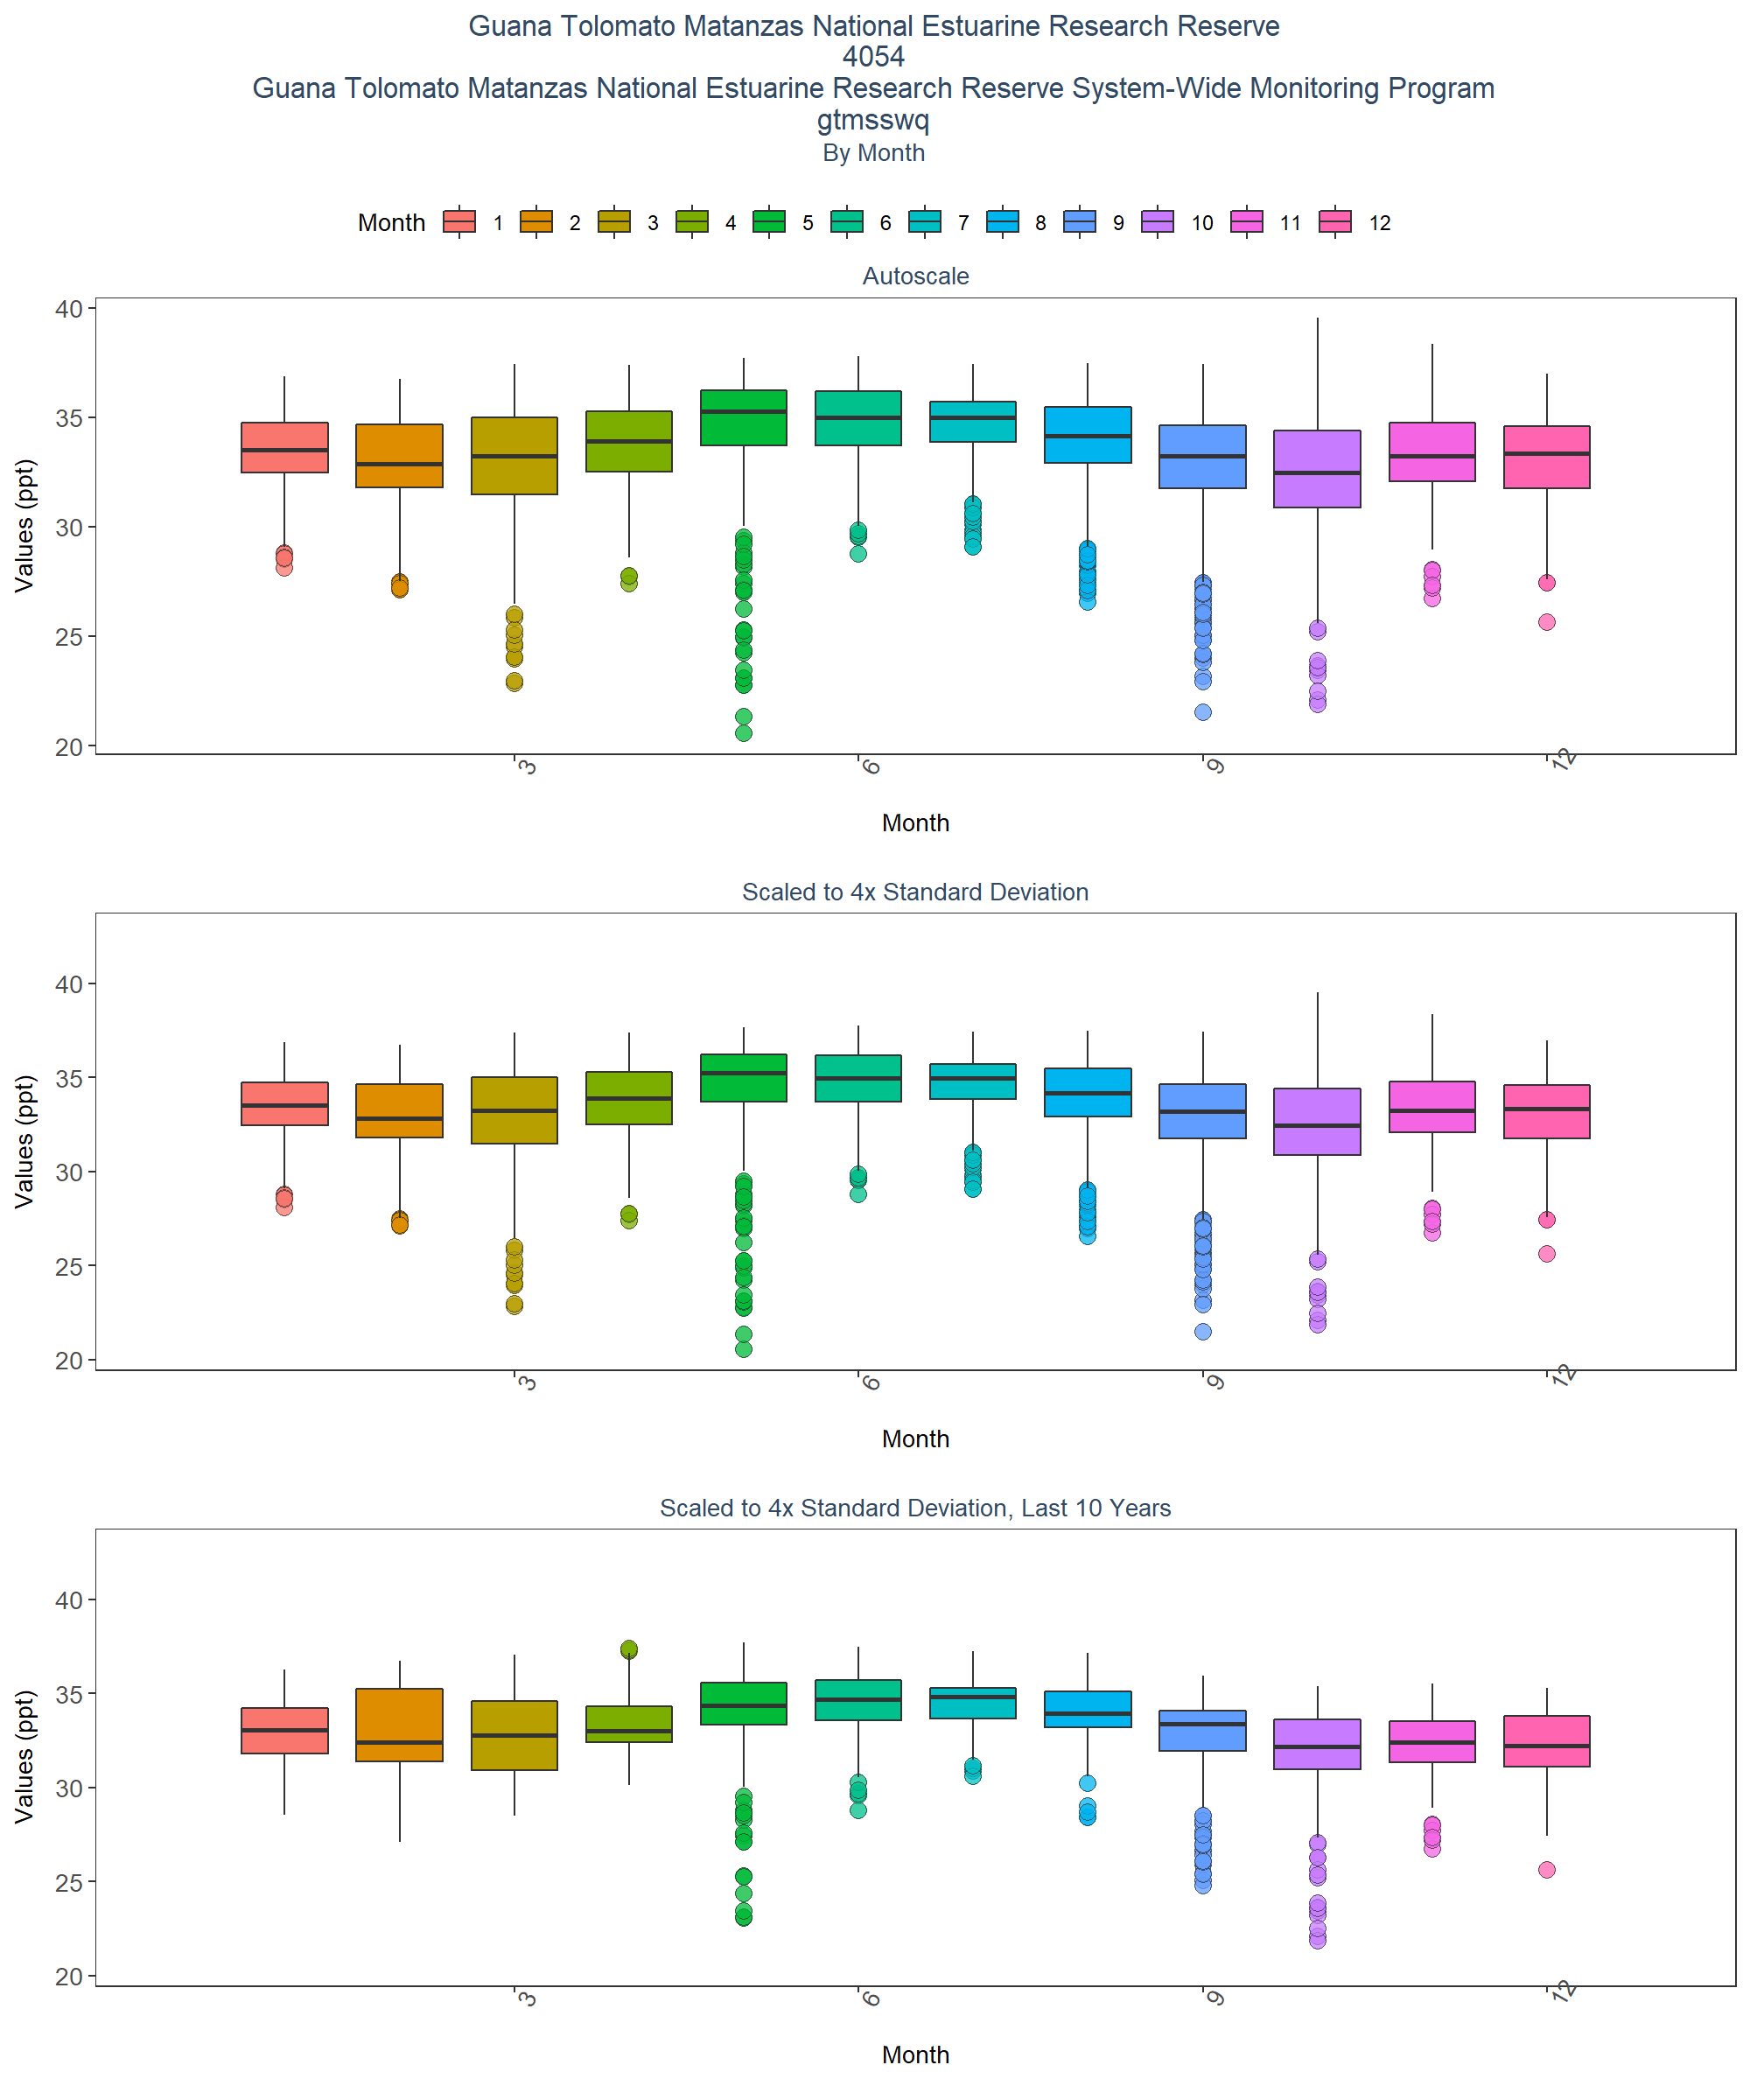 Guana Tolomato Matanzas National Estuarine Research Reserve
4054
Guana Tolomato Matanzas National Estuarine Research Reserve System-Wide Monitoring Program
gtmsswq
By Month
Month 1 2 3 4 5 6 7 8 9 10 11 12
Autoscale
Values (ppt)
40
35
30
25
20
3 6 9 12
Month
Scaled to 4x Standard Deviation
Values (ppt)
40
35
30
25
20
3 6 9 12
Month
Scaled to 4x Standard Deviation, Last 10 Years
Values (ppt)
40
35
30
25
20
3 6 9 12
Month